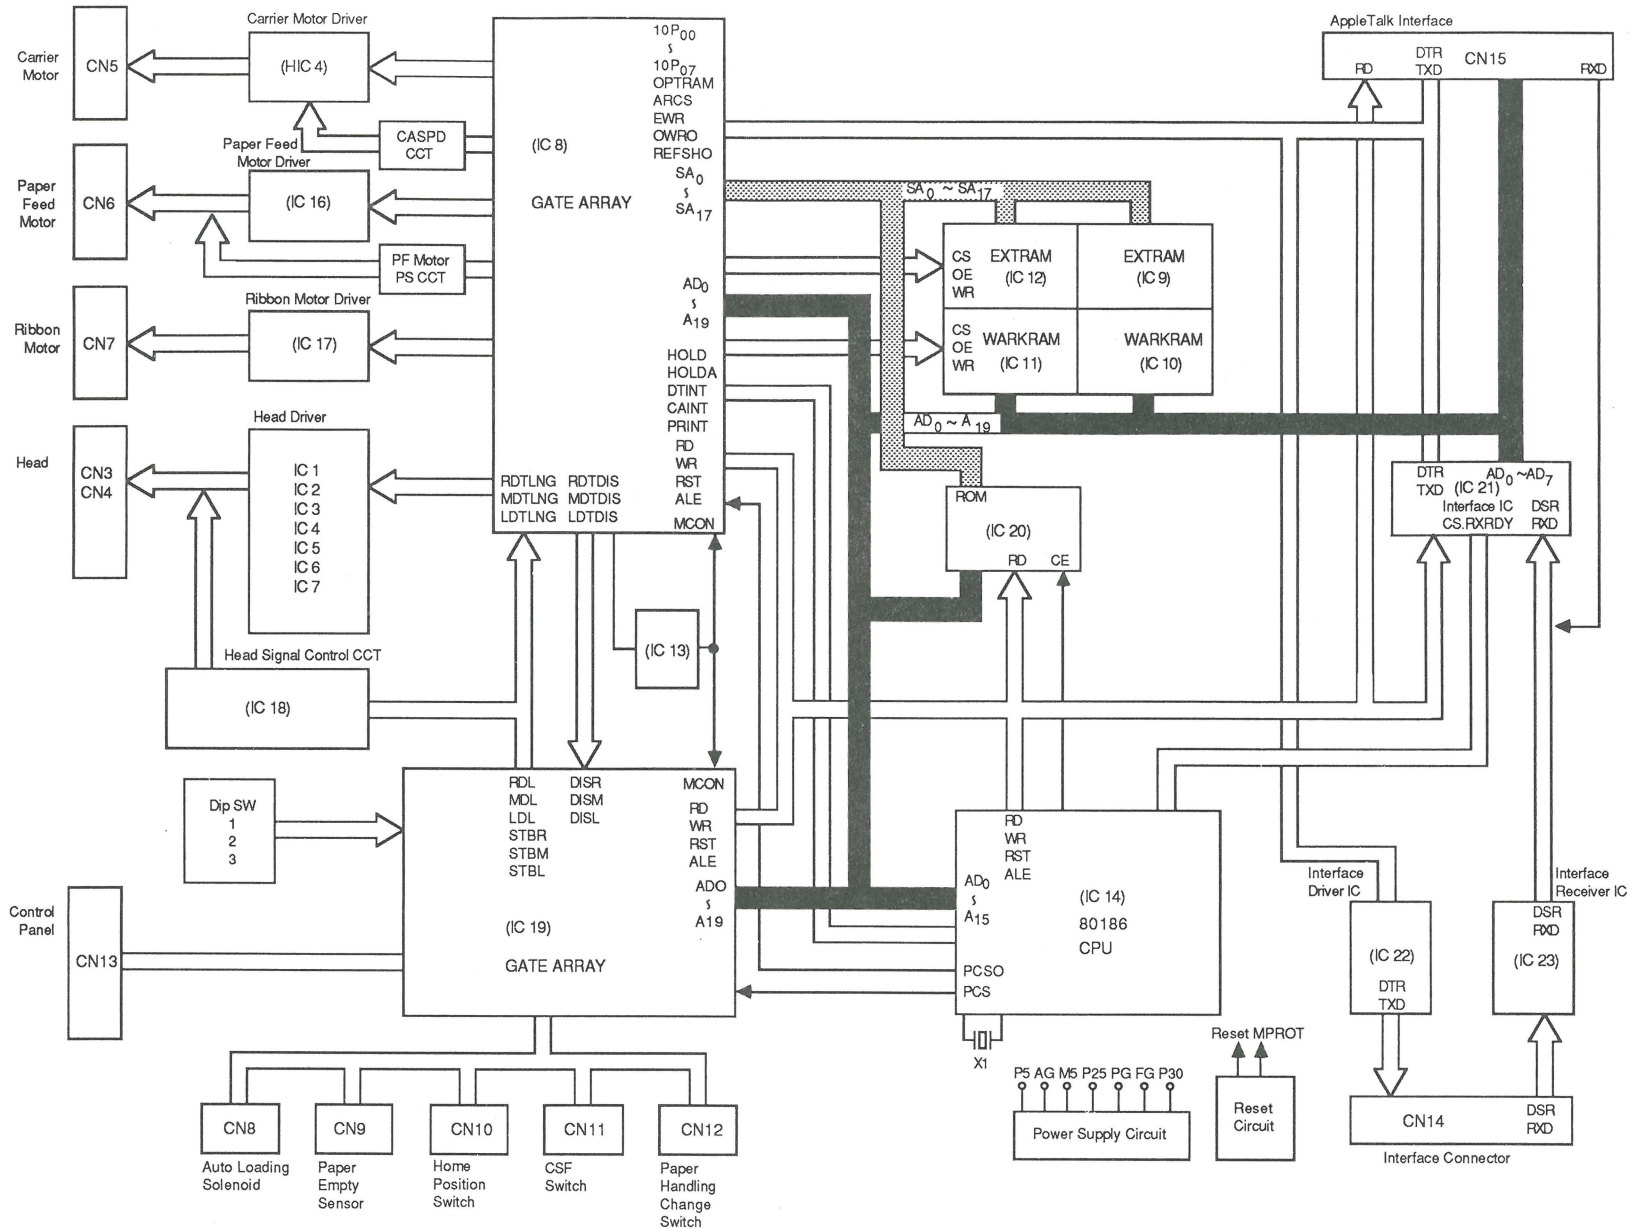 Carrier Motor Driver
AppleTalk Interface
Carrier
Motor
CN5
(HIC 4)
CASPD
CCT
Paper Feed
Motor Driver
Paper
Feed
Motor
CN6
(IC 16)
PF Motor
PS CCT
Ribbon Motor Driver
Ribbon
Motor
CN7
(IC 17)
Head Driver
Head
CN3
CN4
IC 1
IC 2
IC 3
IC 4
IC 5
IC 6
IC 7
Head Signal Control CCT
(IC 18)
(IC 8)
GATE ARRAY
10P00
∫
10P07
OPTRAM
ARCS
EWR
OWRO
REFSHO
SA0
∫
SA17
AD0
∫
A19
HOLD
HOLDA
DTINT
CAINT
PRINT
RD
WR
RST
ALE
MCON
RDTLNG RDTDIS
MDTLNG MDTDIS
LDTLNG LDTDIS
(IC 13)
SA0 ~ SA17
CS
OE
WR
EXTRAM
(IC 12)
EXTRAM
(IC 9)
CS
OE
WR
WARKRAM
(IC 11)
WARKRAM
(IC 10)
AD0 ~ A19
ROM
(IC 20)
RD CE
RD
DTR
TXD
CN15
RXD
DTR
TXD
AD0 ~AD7
(IC 21)
Interface IC
CS.RXRDY
DSR
RXD
Dip SW
1
2
3
Control
Panel
CN13
RDL
MDL
LDL
STBR
STBM
STBL
DISR
DISM
DISL
MCON
RD
WR
RST
ALE
ADO
∫
A19
(IC 19)
GATE ARRAY
RD
WR
RST
ALE
AD0
∫
A15
PCSO
PCS
(IC 14)
80186
CPU
X1
Interface
Driver IC
(IC 22)
DTR
TXD
Interface
Receiver IC
DSR
RXD
(IC 23)
Reset MPROT
Reset
Circuit
P5 AG M5 P25 PG FG P30
Power Supply Circuit
CN14
DSR
RXD
Interface Connector
CN8
Auto Loading
Solenoid
CN9
Paper
Empty
Sensor
CN10
Home
Position
Switch
CN11
CSF
Switch
CN12
Paper
Handling
Change
Switch